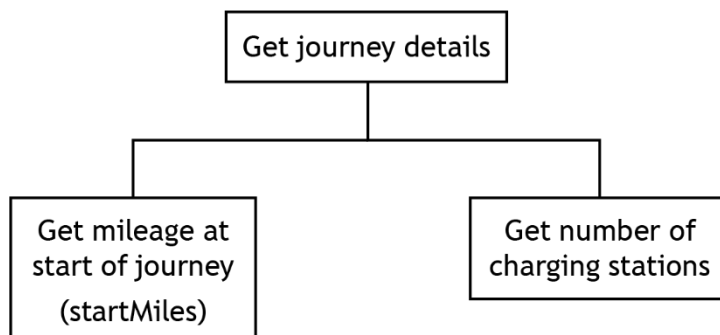 Get journey details
Get mileage at
start of journey
(startMiles)
Get number of
charging stations